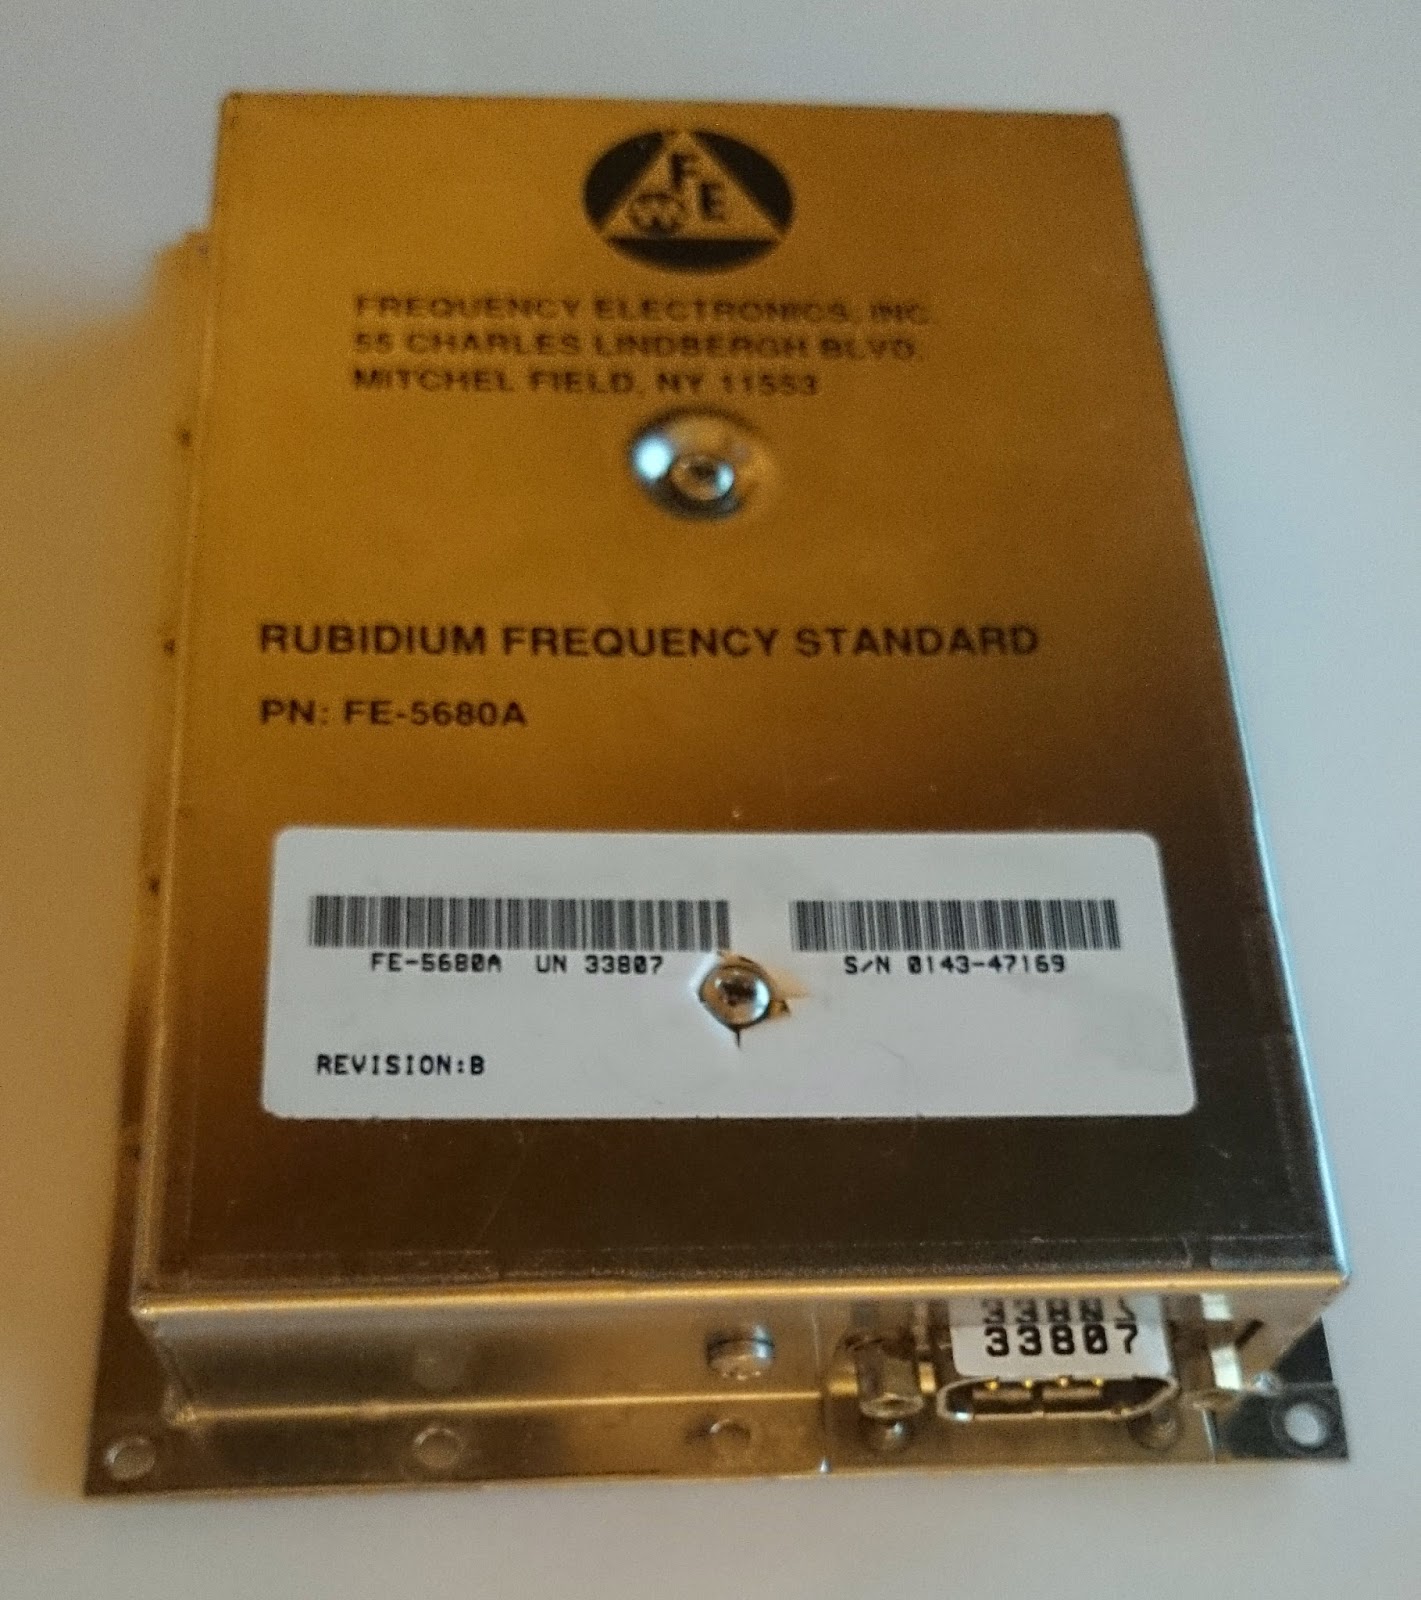 FE
FREQUENCY ELECTRONICS, INC.
55 CHARLES LINDBERGH BLVD.
MITCHEL FIELD, NY 11553
RUBIDIUM FREQUENCY STANDARD
PN: FE-5680A
FE-5680A UN 33807
S/N 0143-47169
REVISION:B
33807
33807